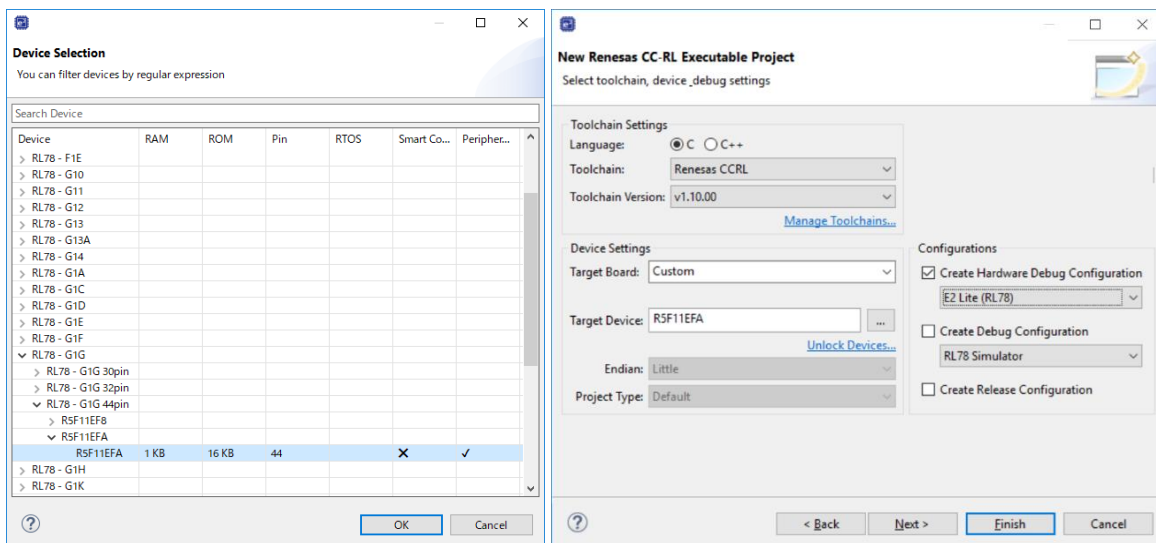 Device Selection
You can filter devices by regular expression
Search Device
Device RAM ROM Pin RTOS Smart Co... Peripher...
RL78 - F1E
RL78 - G10
RL78 - G11
RL78 - G12
RL78 - G13
RL78 - G13A
RL78 - G14
RL78 - G1A
RL78 - G1C
RL78 - G1D
RL78 - G1E
RL78 - G1F
RL78 - G1G
RL78 - G1G 30pin
RL78 - G1G 32pin
RL78 - G1G 44pin
R5F11EF8
R5F11EFA
R5F11EFA 1 KB 16 KB 44
RL78 - G1H
RL78 - G1K
OK Cancel
New Renesas CC-RL Executable Project
Select toolchain, device _debug settings
Toolchain Settings
Language: C C++
Toolchain: Renesas CCRL
Toolchain Version: v1.10.00
Manage Toolchains...
Device Settings
Target Board: Custom
Target Device: R5F11EFA ...
Unlock Devices...
Endian: Little
Project Type: Default
Configurations
Create Hardware Debug Configuration
E2 Lite (RL78)
Create Debug Configuration
RL78 Simulator
Create Release Configuration
< Back Next > Finish Cancel